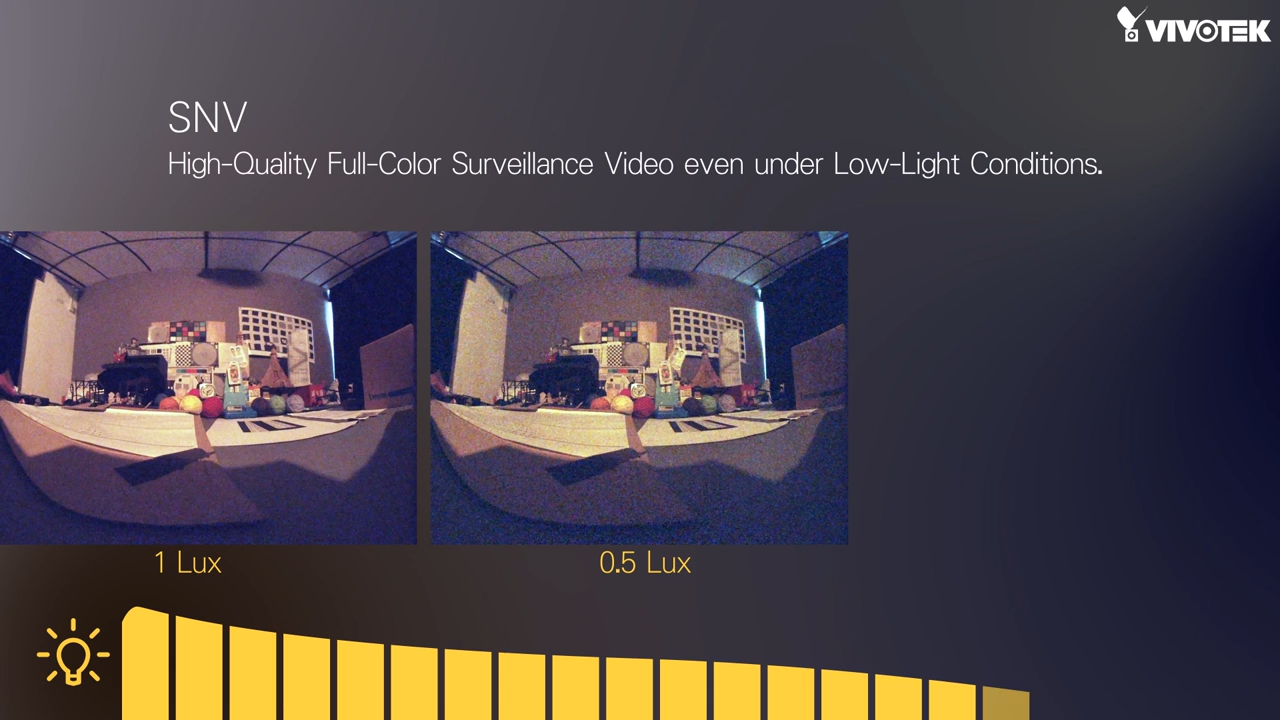 VIVOTEK
SNV
High-Quality Full-Color Surveillance Video even under Low-Light Conditions.
1 Lux
0.5 Lux